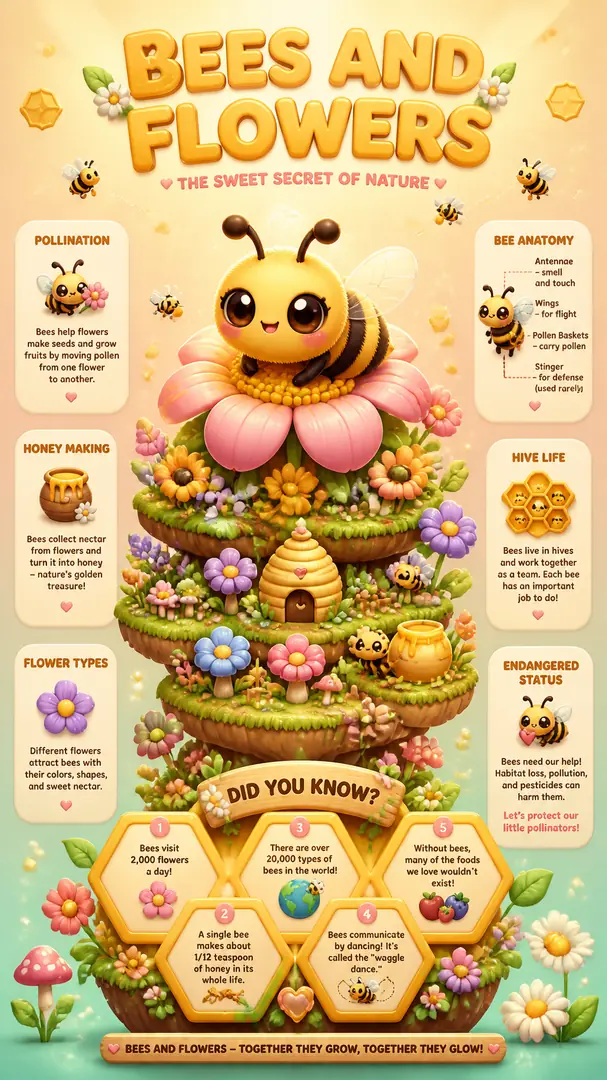 BEES AND
FLOWERS
THE SWEET SECRET OF NATURE
POLLINATION
Bees help flowers
make seeds and grow
fruits by moving pollen
from one flower
to another.
HONEY MAKING
Bees collect nectar
from flowers and
turn it into honey
– nature's golden
treasure!
FLOWER TYPES
Different flowers
attract bees with
their colors, shapes,
and sweet nectar.
BEE ANATOMY
Antennae
– smell
and touch
Wings
– for flight
Pollen Baskets
– carry pollen
Stinger
– for defense
(used rarely)
HIVE LIFE
Bees live in hives
and work together
as a team. Each bee
has an important
job to do!
ENDANGERED
STATUS
Bees need our help!
Habitat loss, pollution,
and pesticides can
harm them.
Let's protect our
little pollinators!
DID YOU KNOW?
1
Bees visit
2,000 flowers
a day!
2
A single bee
makes about
1/12 teaspoon
of honey in its
whole life.
3
There are over
20,000 types of
bees in the world!
4
Bees communicate
by dancing! It's
called the "waggle
dance."
5
Without bees,
many of the foods
we love wouldn't
exist!
BEES AND FLOWERS – TOGETHER THEY GROW, TOGETHER THEY GLOW!